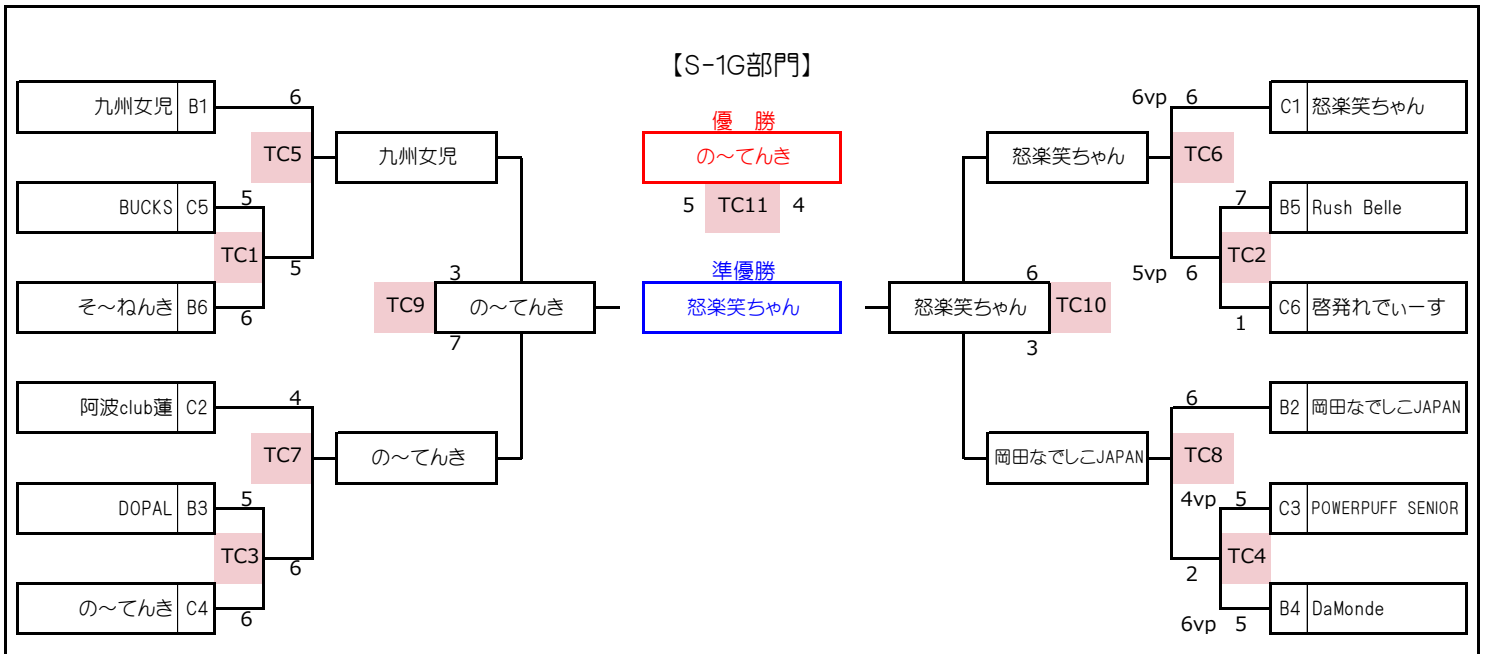 【S-1G部門】
九州女児 B1 6
6vp 6 C1 怒楽笑ちゃん
優　勝
TC5 九州女児
の～てんき
怒楽笑ちゃん TC6
BUCKS C5 5
5 TC11 4
7 B5 Rush Belle
TC1 5
TC2
準優勝
5vp 6
そ～ねんき B6 6
3
TC9 の～てんき
7
怒楽笑ちゃん
6
怒楽笑ちゃん TC10
3
1 C6 啓発れでぃーす
阿波club蓮 C2 4
6 B2 岡田なでしこJAPAN
TC7 の～てんき
岡田なでしこJAPAN TC8
DOPAL B3 5
4vp 5 C3 POWERPUFF SENIOR
TC3 6
2 TC4
の～てんき C4 6
6vp 5 B4 DaMonde